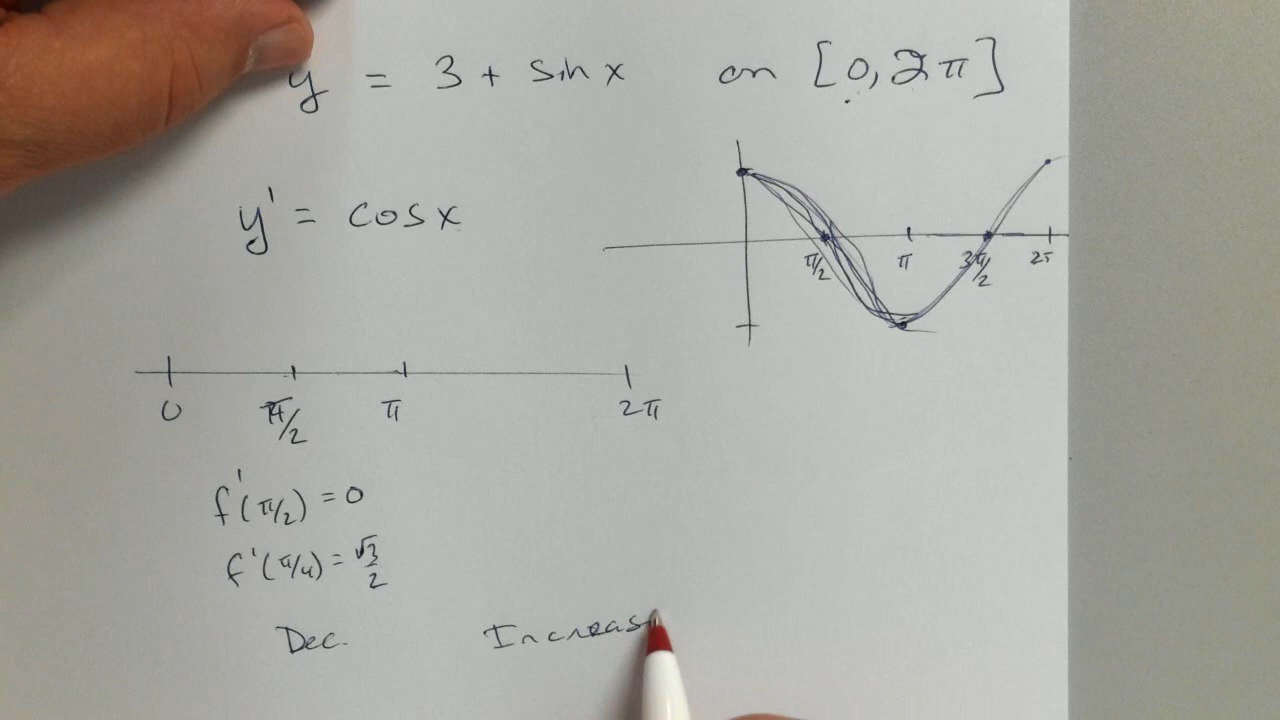 y = 3 + sin x on [0, 2π]
y' = cos x
π/2 π 3π/2 2π
0 π/2 π 2π
f'(π/2) = 0
f'(π/4) = √3/2
Dec. Increas